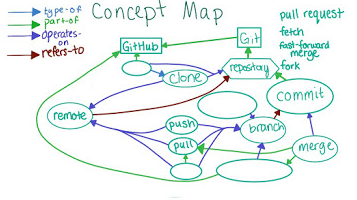 type-of
part-of
operates-on
refers-to
Concept Map
pull request
fetch
fast-forward
merge
fork
GitHub
Git
repository
clone
commit
remote
push
branch
pull
merge